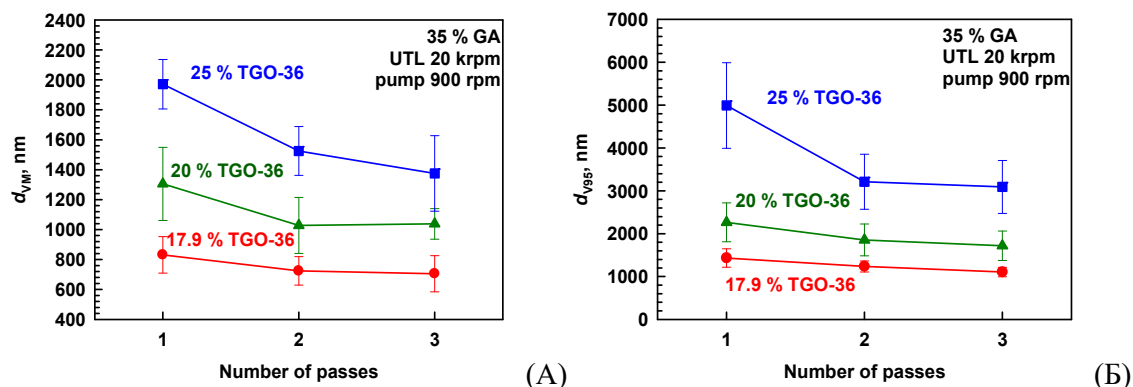 2400
2200
2000
1800
1600
1400
1200
1000
800
600
400
d_VM, nm
35 % GA
UTL 20 krpm
pump 900 rpm
25 % TGO-36
20 % TGO-36
17.9 % TGO-36
1 2 3
Number of passes
(А)
7000
6000
5000
4000
3000
2000
1000
0
d_V95, nm
35 % GA
UTL 20 krpm
pump 900 rpm
25 % TGO-36
20 % TGO-36
17.9 % TGO-36
1 2 3
Number of passes
(Б)